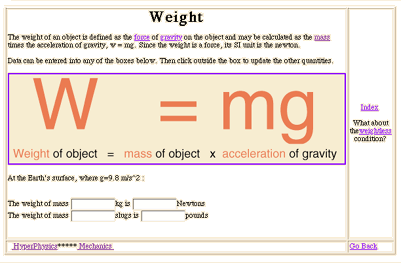 Weight
The weight of an object is defined as the force of gravity on the object and may be calculated as the mass
times the acceleration of gravity, w = mg. Since the weight is a force, its SI unit is the newton.
Data can be entered into any of the boxes below. Then click outside the box to update the other quantities.
W = mg
Weight of object = mass of object x acceleration of gravity
At the Earth's surface, where g=9.8 m/s^2 :
The weight of mass kg is Newtons
The weight of mass slugs is pounds
Index
What about
the weightless
condition?
HyperPhysics***** Mechanics
Go Back